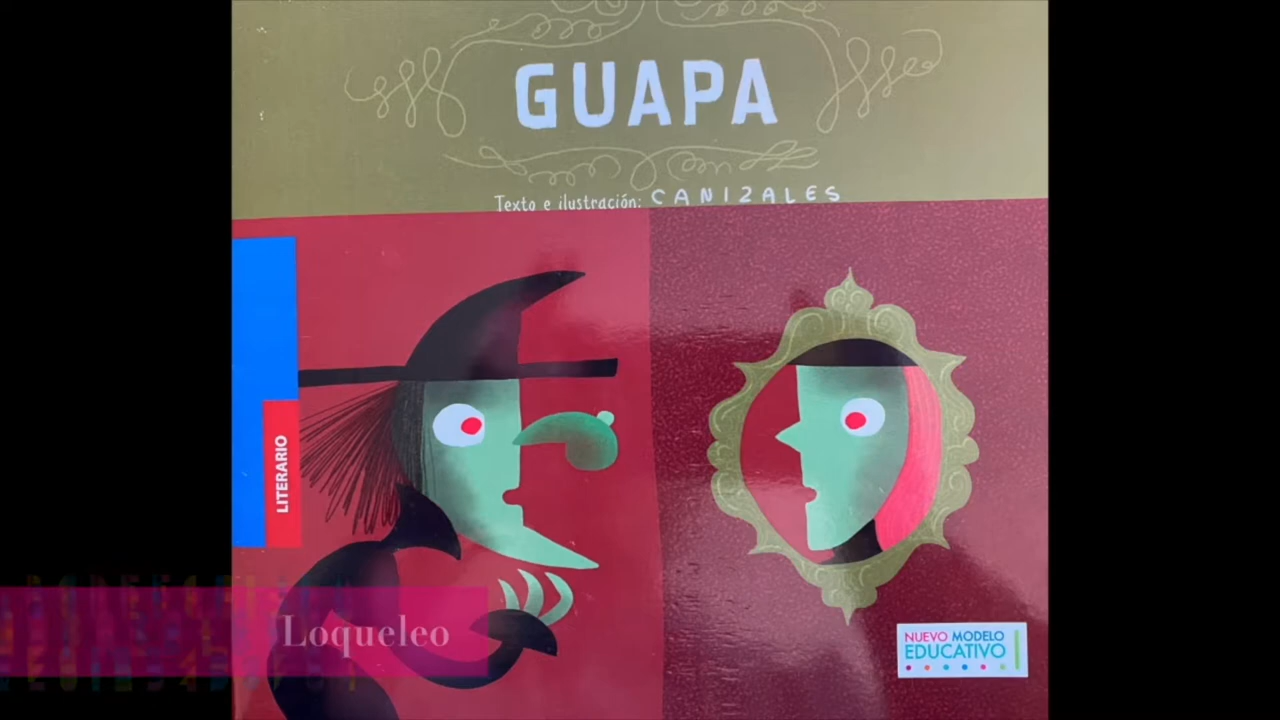 GUAPA
Texto e ilustración: CANIZALES
LITERARIO
Loqueleo
NUEVO MODELO
EDUCATIVO